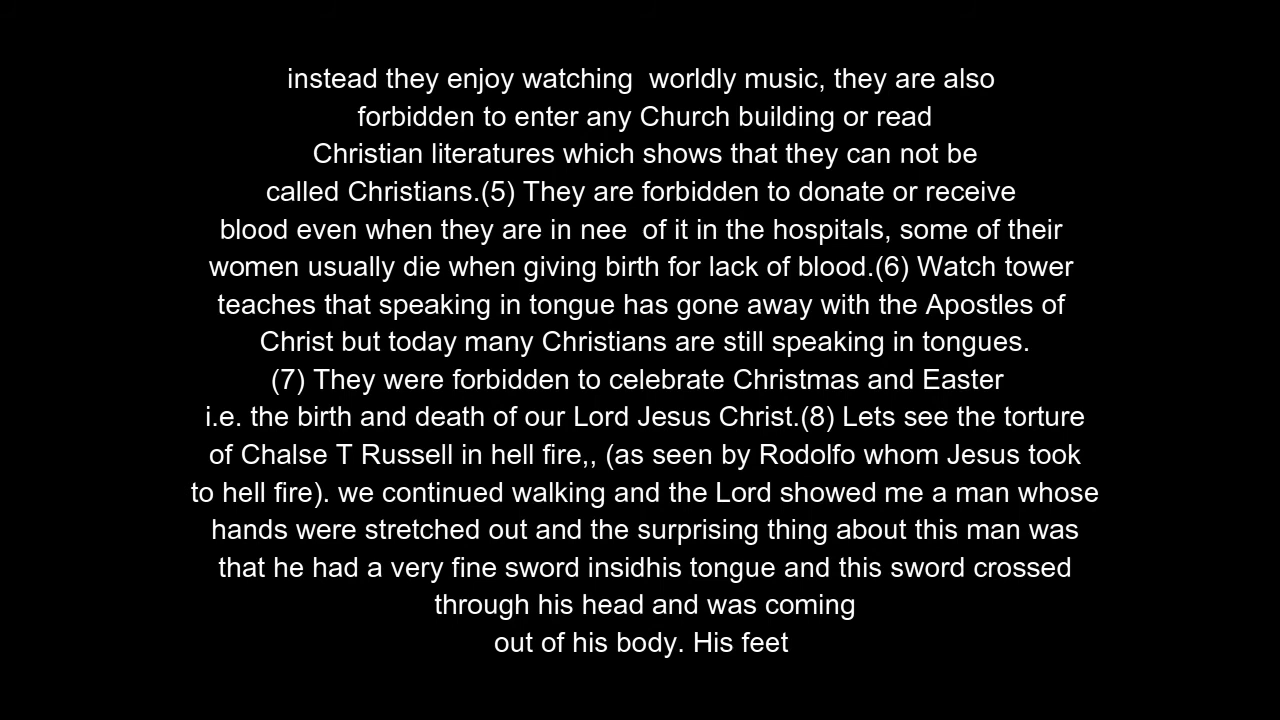 instead they enjoy watching  worldly music, they are also
forbidden to enter any Church building or read
Christian literatures which shows that they can not be
called Christians.(5) They are forbidden to donate or receive
blood even when they are in nee  of it in the hospitals, some of their
women usually die when giving birth for lack of blood.(6) Watch tower
teaches that speaking in tongue has gone away with the Apostles of
Christ but today many Christians are still speaking in tongues.
(7) They were forbidden to celebrate Christmas and Easter
i.e. the birth and death of our Lord Jesus Christ.(8) Lets see the torture
of Chalse T Russell in hell fire,, (as seen by Rodolfo whom Jesus took
to hell fire). we continued walking and the Lord showed me a man whose
hands were stretched out and the surprising thing about this man was
that he had a very fine sword insidhis tongue and this sword crossed
through his head and was coming
out of his body. His feet